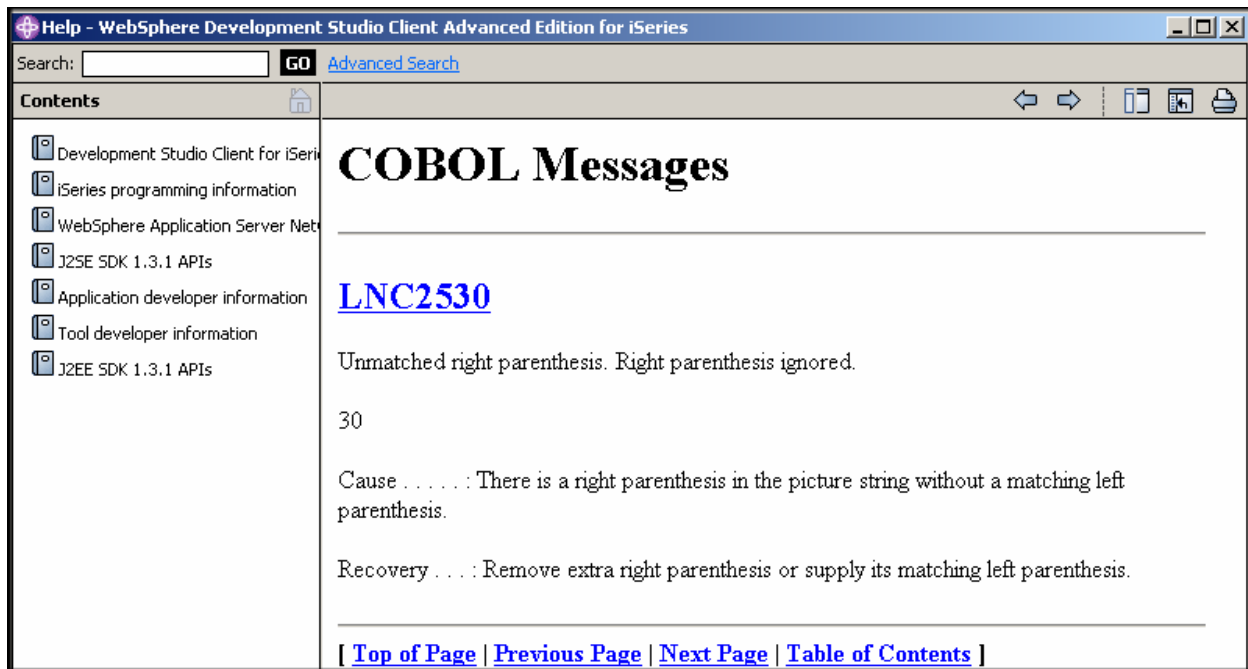 Help - WebSphere Development Studio Client Advanced Edition for iSeries
Search: GO Advanced Search
Contents
Development Studio Client for iSeri
iSeries programming information
WebSphere Application Server Net
J2SE SDK 1.3.1 APIs
Application developer information
Tool developer information
J2EE SDK 1.3.1 APIs
COBOL Messages
LNC2530
Unmatched right parenthesis. Right parenthesis ignored.
30
Cause . . . . . : There is a right parenthesis in the picture string without a matching left
parenthesis.
Recovery . . . : Remove extra right parenthesis or supply its matching left parenthesis.
[ Top of Page | Previous Page | Next Page | Table of Contents ]